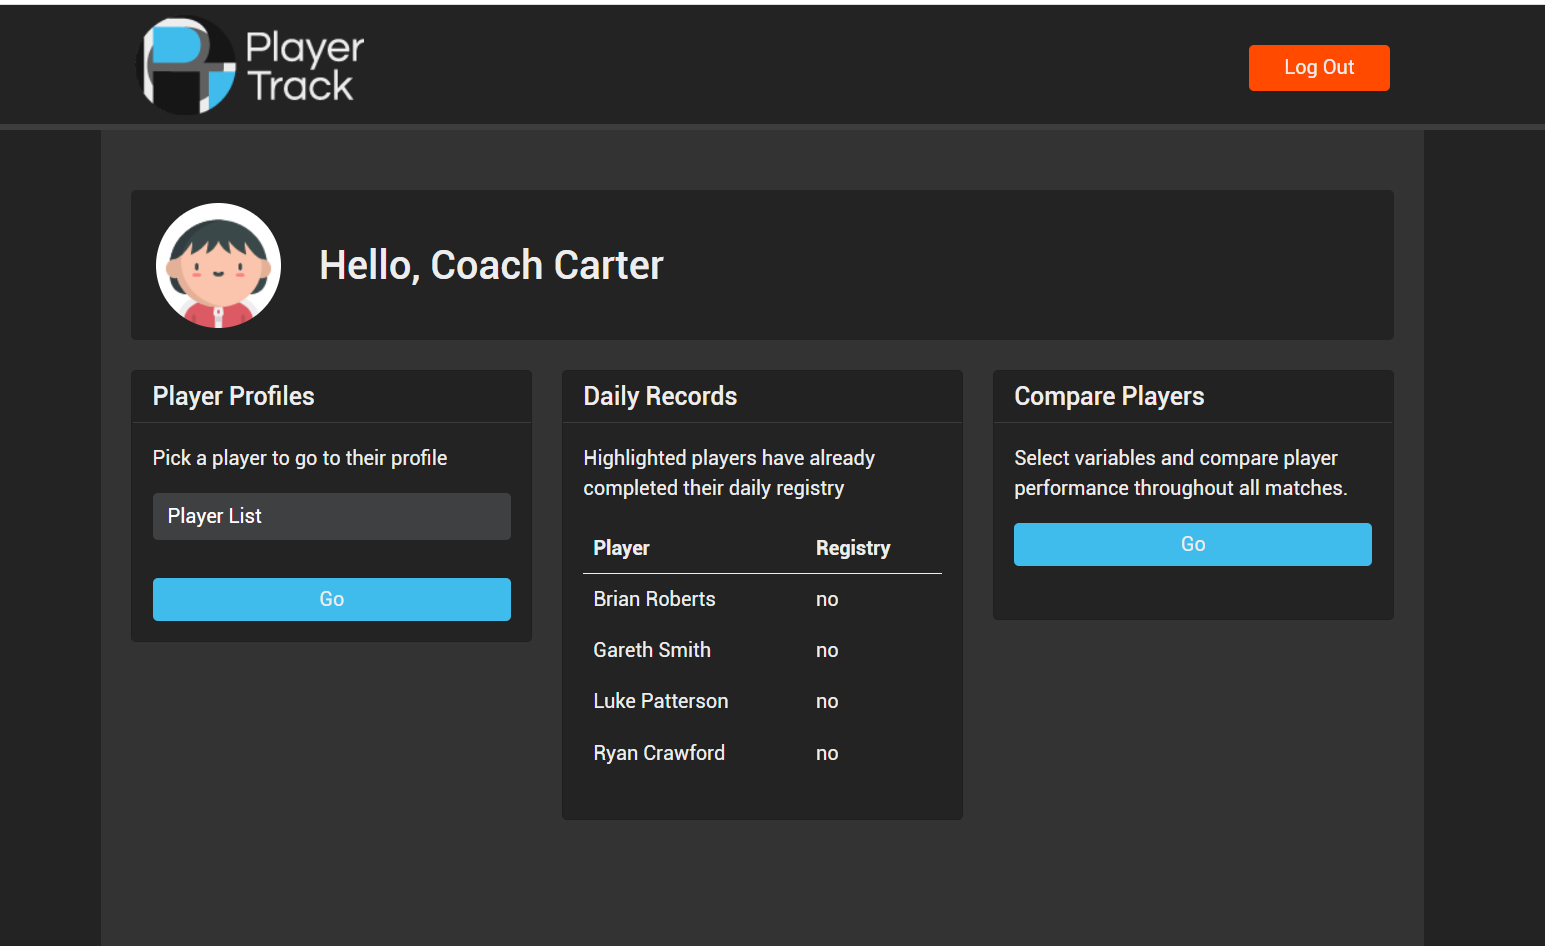 Player
Track
Log Out
Hello, Coach Carter
Player Profiles
Pick a player to go to their profile
Player List
Go
Daily Records
Highlighted players have already
completed their daily registry
Player Registry
Brian Roberts no
Gareth Smith no
Luke Patterson no
Ryan Crawford no
Compare Players
Select variables and compare player
performance throughout all matches.
Go